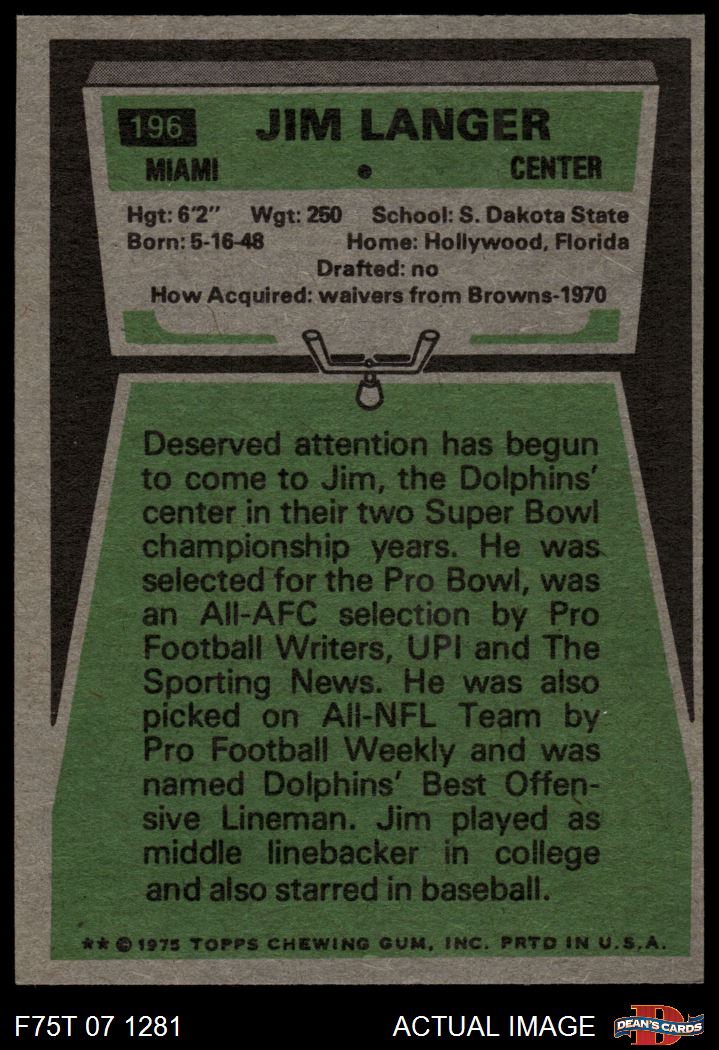 196 JIM LANGER
MIAMI • CENTER
Hgt: 6'2" Wgt: 250 School: S. Dakota State
Born: 5-16-48 Home: Hollywood, Florida
Drafted: no
How Acquired: waivers from Browns-1970
Deserved attention has begun
to come to Jim, the Dolphins'
center in their two Super Bowl
championship years. He was
selected for the Pro Bowl, was
an All-AFC selection by Pro
Football Writers, UPI and The
Sporting News. He was also
picked on All-NFL Team by
Pro Football Weekly and was
named Dolphins' Best Offen-
sive Lineman. Jim played as
middle linebacker in college
and also starred in baseball.
** © 1975 TOPPS CHEWING GUM, INC. PRTD IN U.S.A.
F75T 07 1281 ACTUAL IMAGE D DEAN'S CARDS